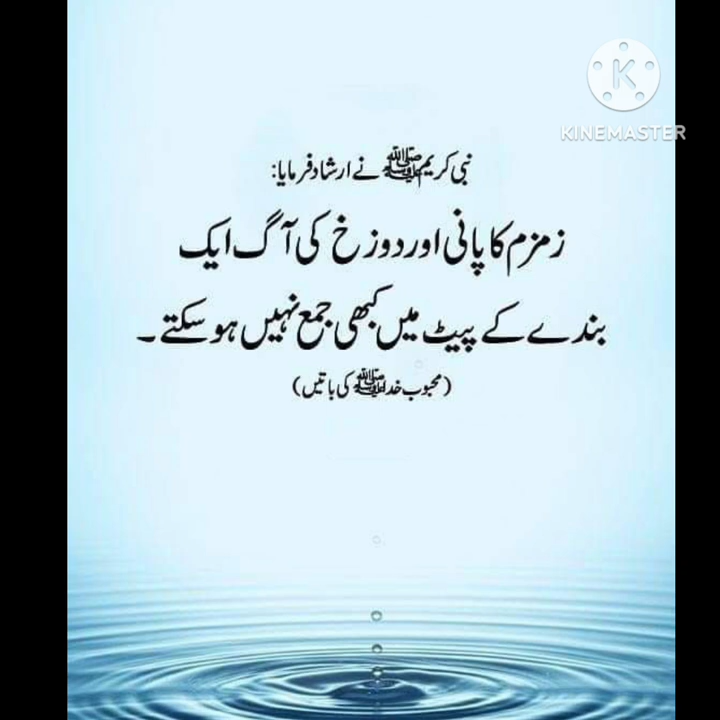 KINEMASTER
نبی کریم ﷺ نے ارشاد فرمایا:
زمزم کا پانی اور دوزخ کی آگ ایک
بندے کے پیٹ میں کبھی جمع نہیں ہو سکتے۔
(محبوب خدا ﷺ کی باتیں)